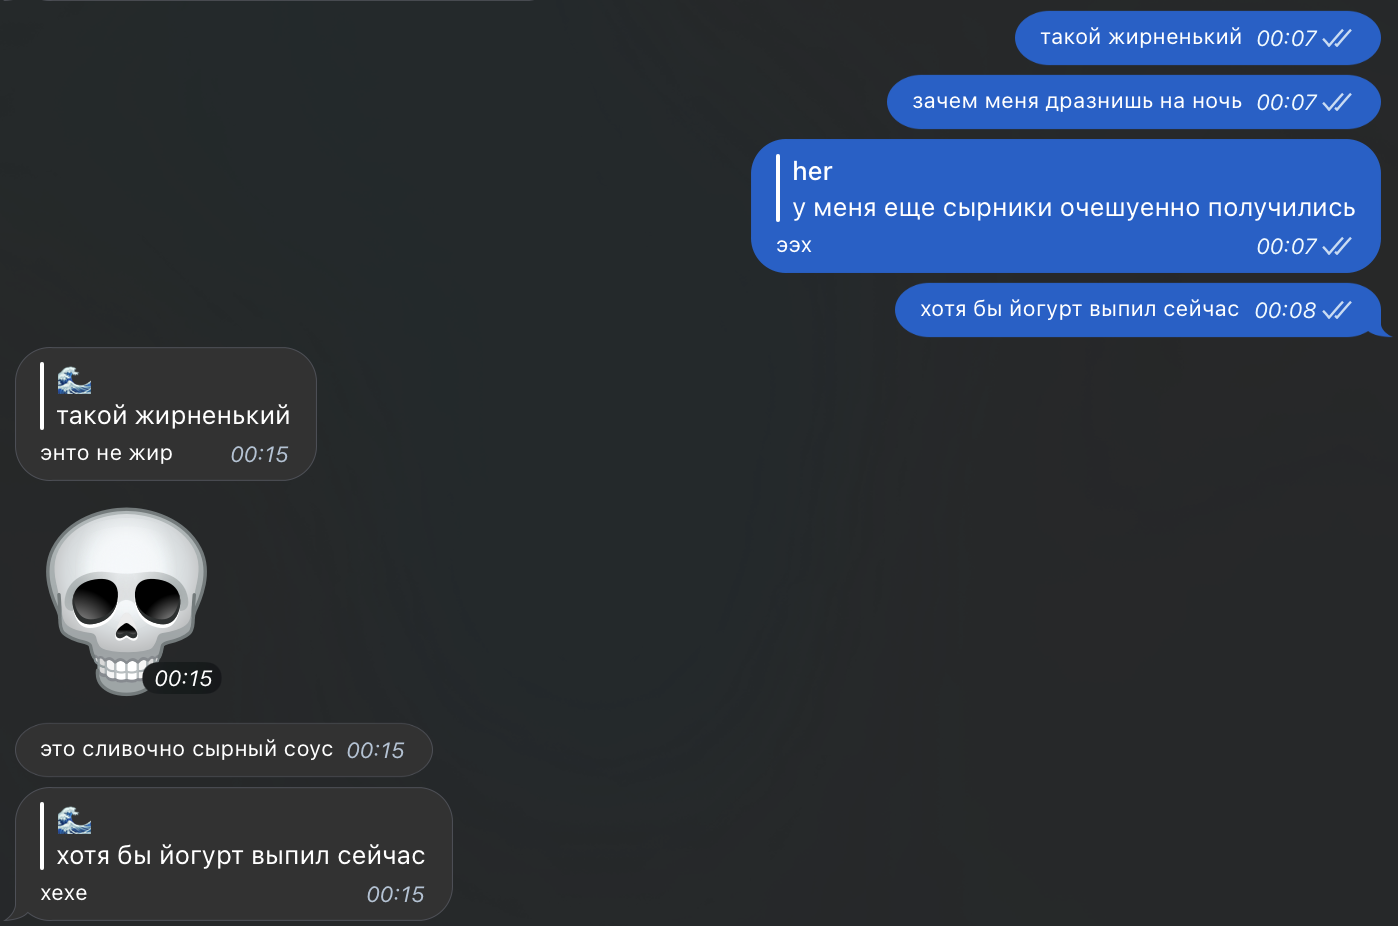 такой жирненький 00:07
зачем меня дразнишь на ночь 00:07
her
у меня еще сырники очешуенно получились
ээх 00:07
хотя бы йогурт выпил сейчас 00:08
🌊
такой жирненький
энто не жир 00:15
00:15
это сливочно сырный соус 00:15
🌊
хотя бы йогурт выпил сейчас
хехе 00:15